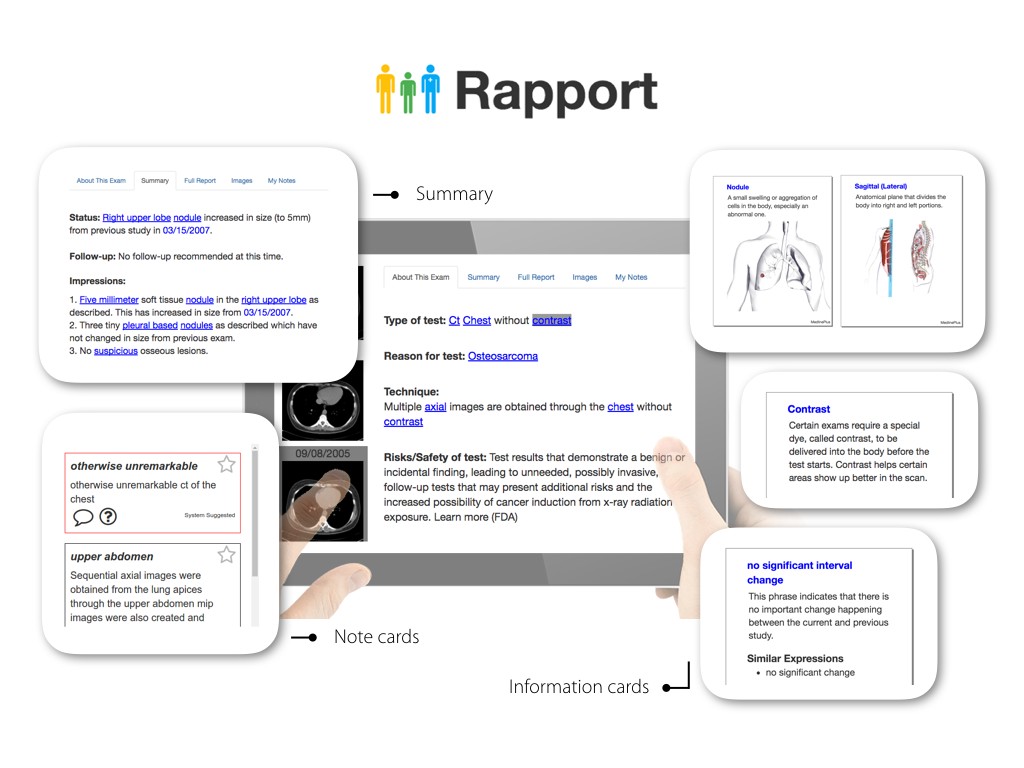 Rapport
About This Exam Summary Full Report Images My Notes
Status: Right upper lobe nodule increased in size (to 5mm)
from previous study in 03/15/2007.
Follow-up: No follow-up recommended at this time.
Impressions:
1. Five millimeter soft tissue nodule in the right upper lobe as
described. This has increased in size from 03/15/2007.
2. Three tiny pleural based nodules as described which have
not changed in size from previous exam.
3. No suspicious osseous lesions.
Summary
About This Exam Summary Full Report Images My Notes
Type of test: Ct Chest without contrast
Reason for test: Osteosarcoma
Technique:
Multiple axial images are obtained through the chest without
contrast
09/08/2005
Risks/Safety of test: Test results that demonstrate a benign or
incidental finding, leading to unneeded, possibly invasive,
follow-up tests that may present additional risks and the
increased possibility of cancer induction from x-ray radiation
exposure. Learn more (FDA)
Nodule
A small swelling or aggregation of
cells in the body, especially an
abnormal one.
MedlinePlus
Sagittal (Lateral)
Anatomical plane that divides the
body into right and left portions.
MedlinePlus
Contrast
Certain exams require a special
dye, called contrast, to be
delivered into the body before the
test starts. Contrast helps certain
areas show up better in the scan.
otherwise unremarkable
otherwise unremarkable ct of the
chest
System Suggested
upper abdomen
Sequential axial images were
obtained from the lung apices
through the upper abdomen mip
images were also created and
Note cards
no significant interval
change
This phrase indicates that there is
no important change happening
between the current and previous
study.
Similar Expressions
• no significant change
Information cards